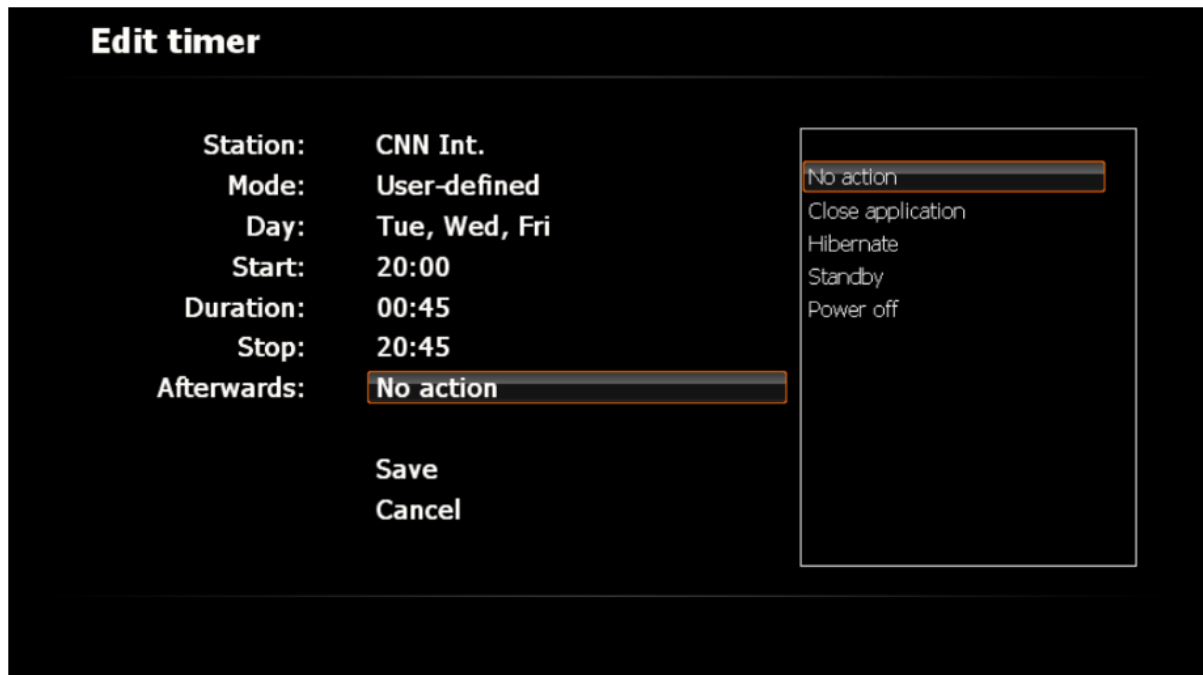 Edit timer
Station: CNN Int.
Mode: User-defined
Day: Tue, Wed, Fri
Start: 20:00
Duration: 00:45
Stop: 20:45
Afterwards: No action
Save
Cancel
No action
Close application
Hibernate
Standby
Power off